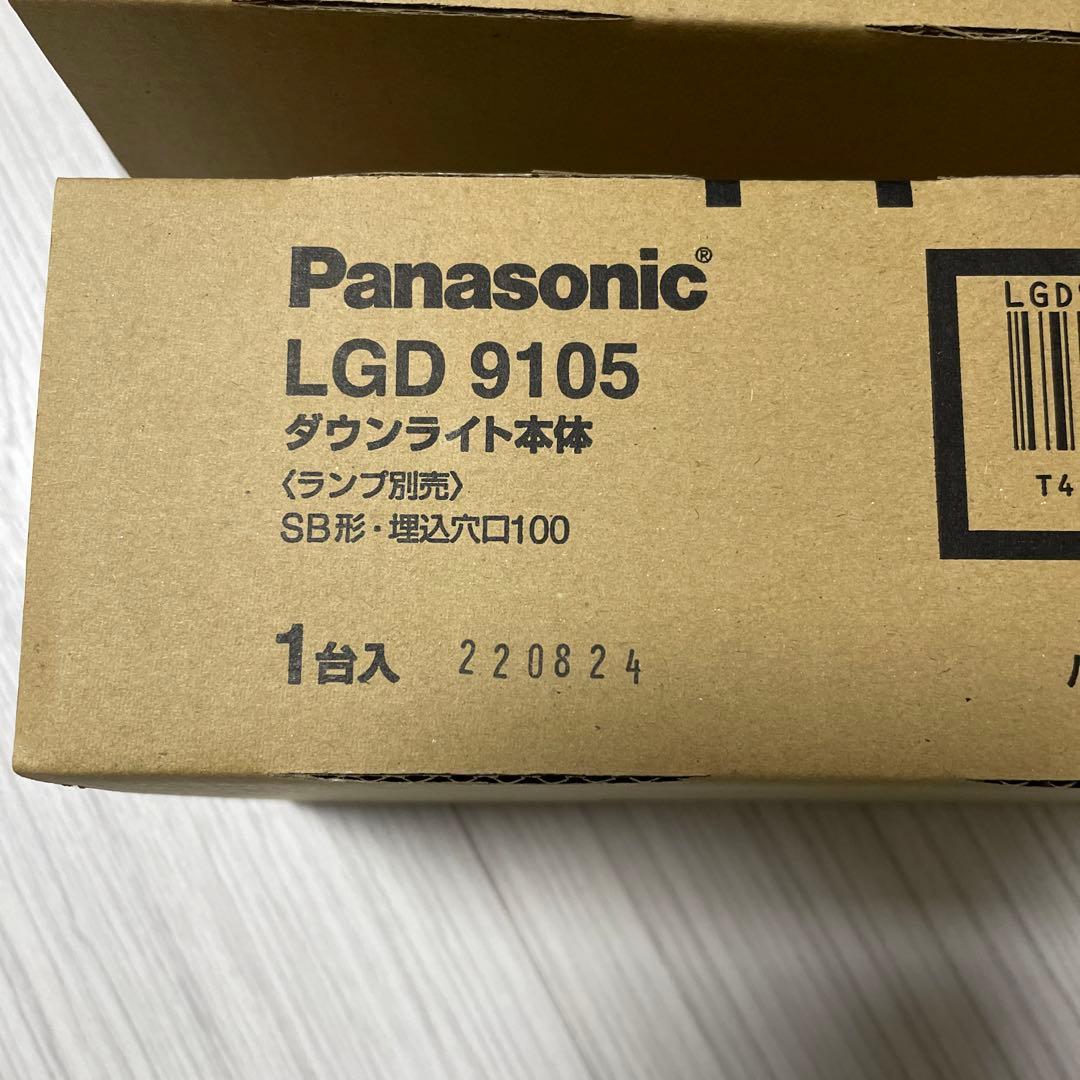 Panasonic®
LGD 9105
ダウンライト本体
〈ランプ別売〉
SB形・埋込穴□100
1台入 220824
LGD
T4